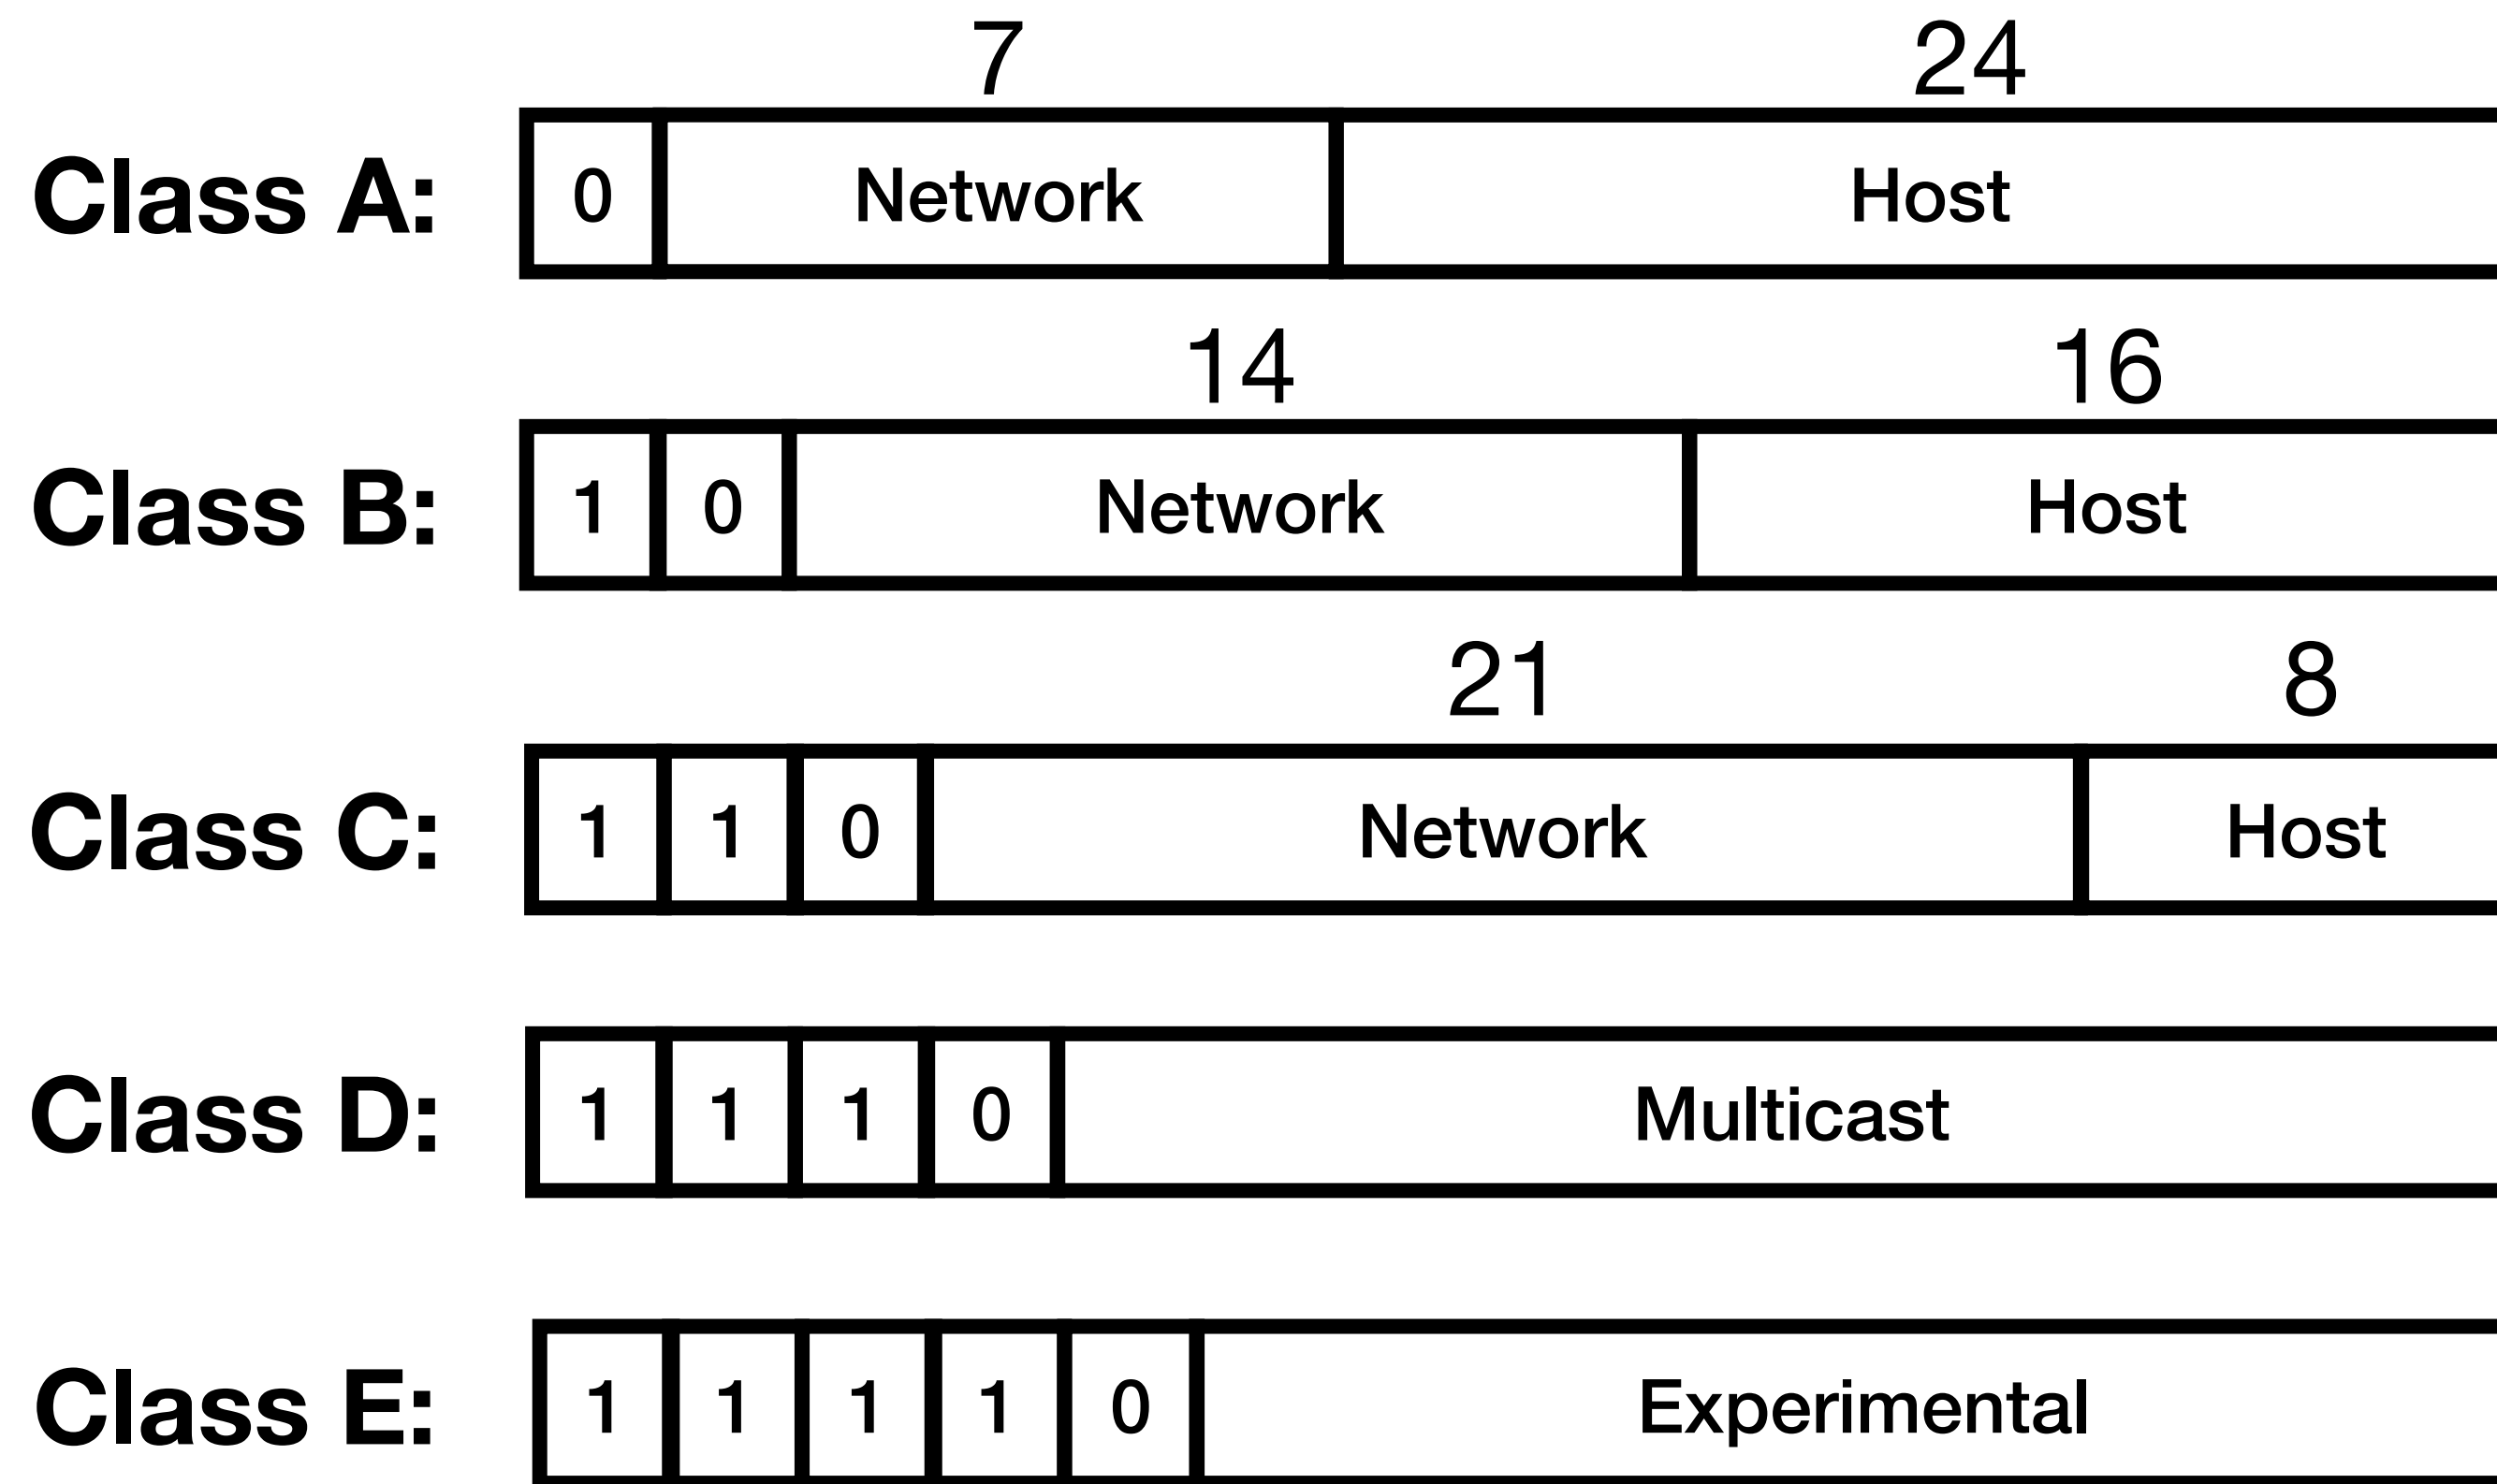 7 24
Class A: 0 Network Host
14 16
Class B: 1 0 Network Host
21 8
Class C: 1 1 0 Network Host
Class D: 1 1 1 0 Multicast
Class E: 1 1 1 1 0 Experimental